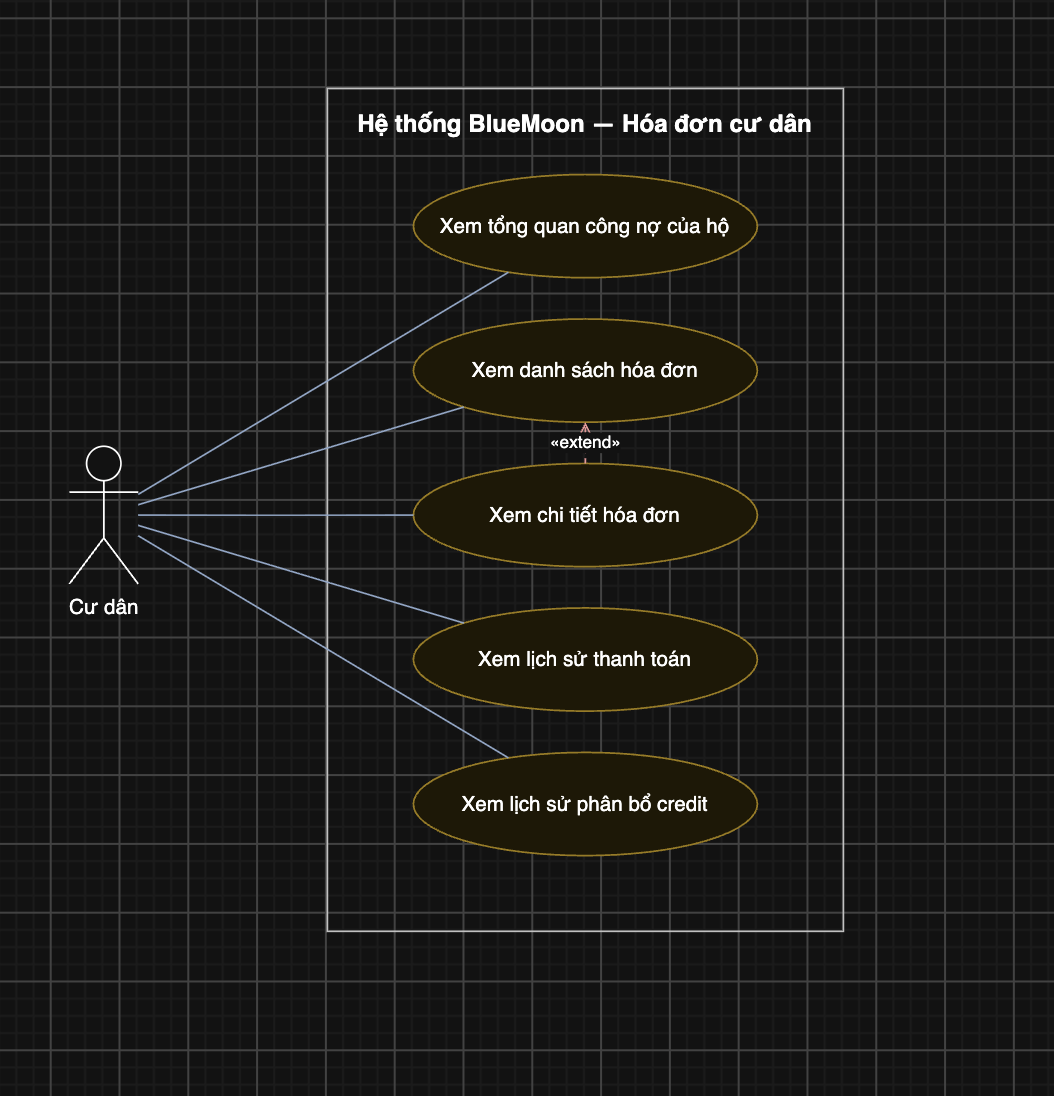 Hệ thống BlueMoon — Hóa đơn cư dân
Xem tổng quan công nợ của hộ
Xem danh sách hóa đơn
«extend»
Xem chi tiết hóa đơn
Cư dân
Xem lịch sử thanh toán
Xem lịch sử phân bổ credit